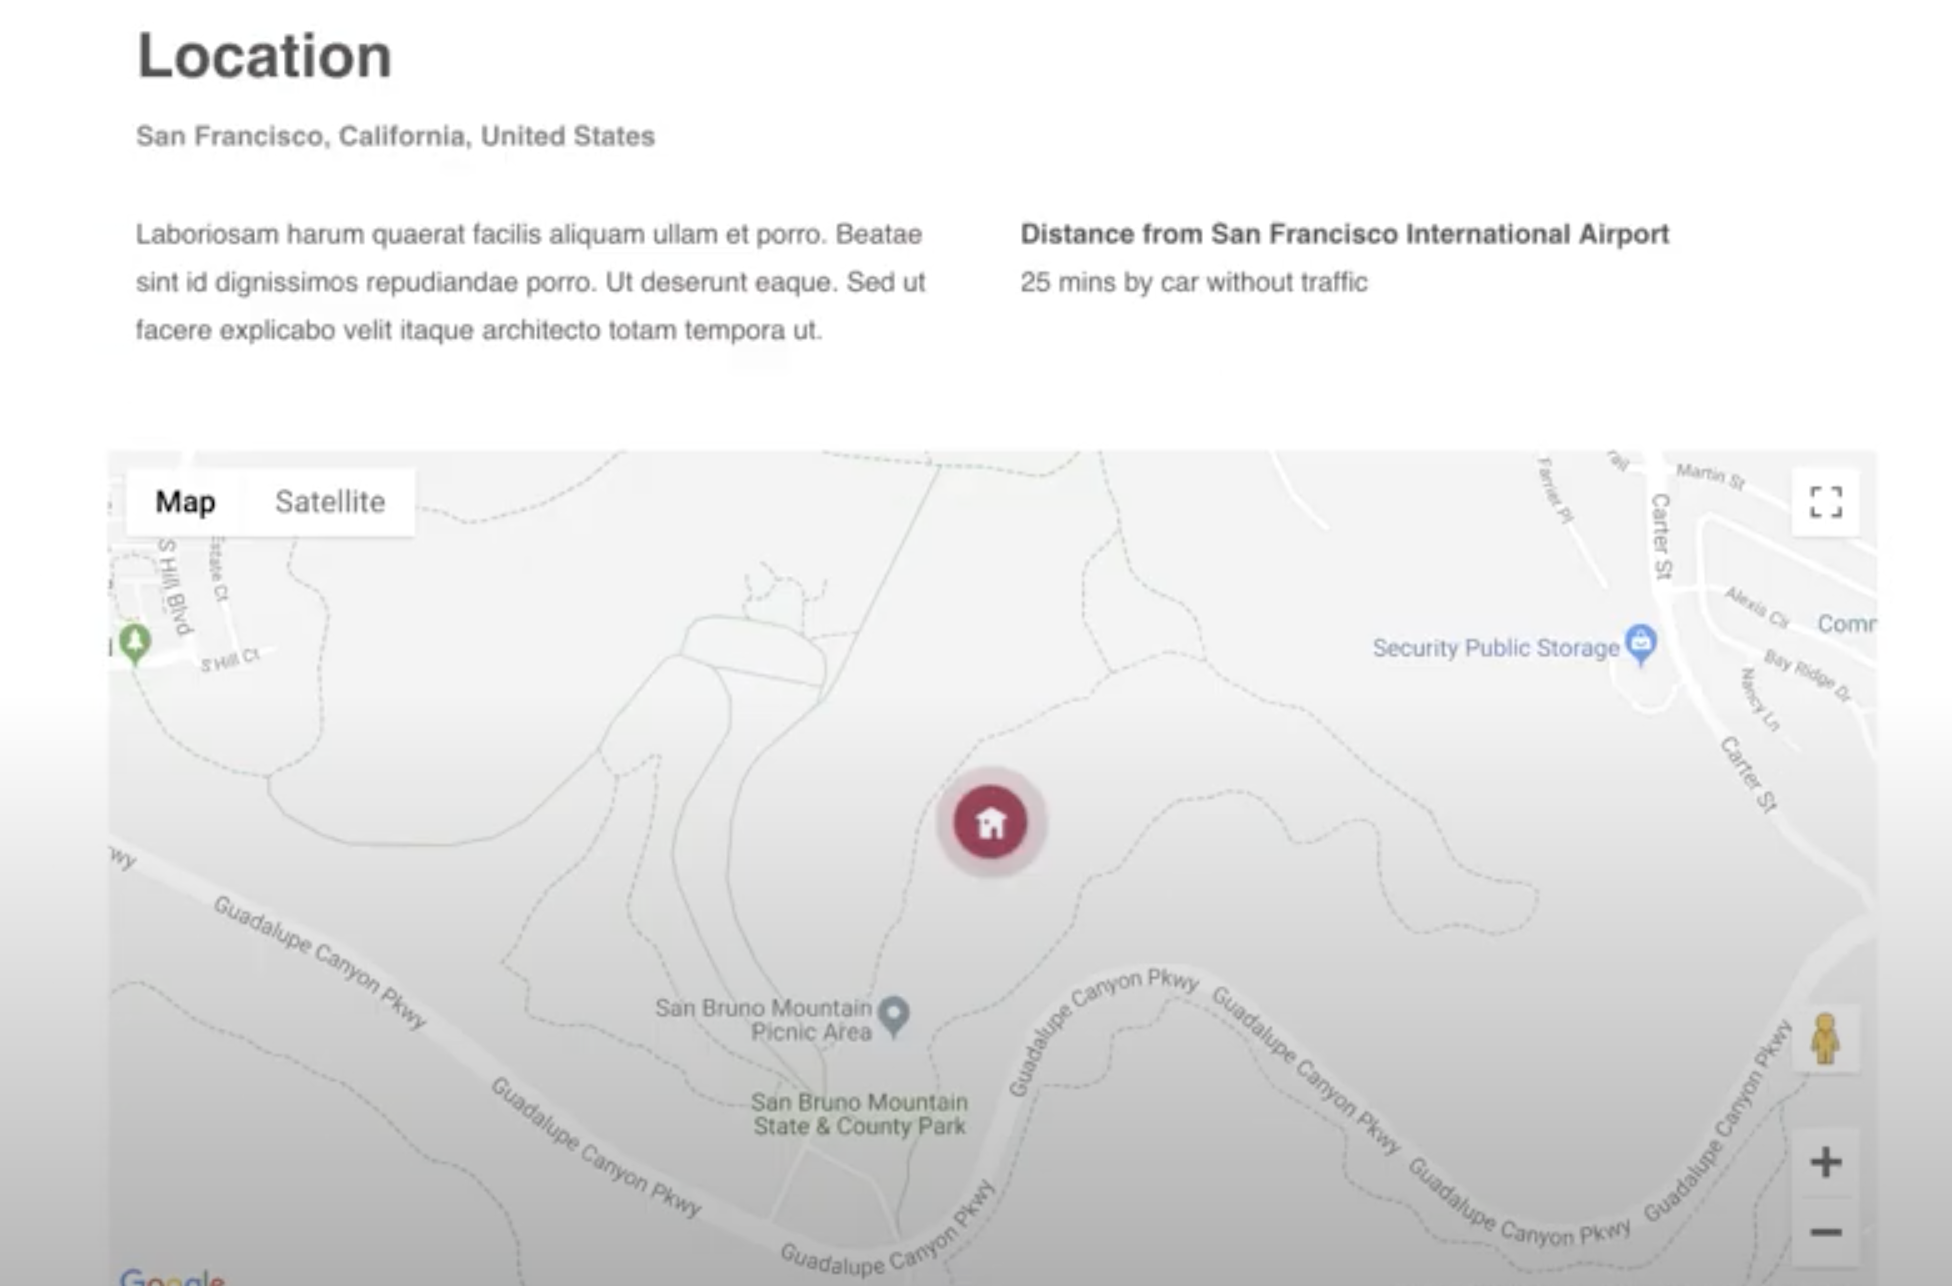 Location
San Francisco, California, United States
Laboriosam harum quaerat facilis aliquam ullam et porro. Beatae
sint id dignissimos repudiandae porro. Ut deserunt eaque. Sed ut
facere explicabo velit itaque architecto totam tempora ut.
Distance from San Francisco International Airport
25 mins by car without traffic
Map
Satellite
Farriet Pl
Martin St
Carter St
S Hill Blvd
Estate Ct
S Hill Ct
Alexis Cir
Security Public Storage
Bay Ridge Dr
Nancy Ln
Carter St
wy
Guadalupe Canyon Pkwy
San Bruno Mountain
Picnic Area
Guadalupe Canyon Pkwy
Guadalupe Canyon Pkwy
Guadalupe Canyon Pkwy
Guadalupe Canyon Pkwy
San Bruno Mountain
State & County Park
Guadalupe Canyon Pkwy
Guadalupe Canyon Pkwy
Guadalupe Canyon Pkwy
Google